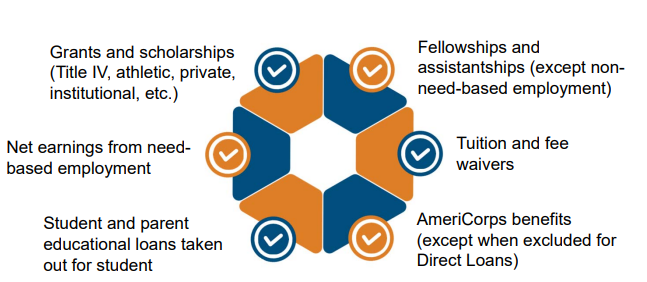 Grants and scholarships
(Title IV, athletic, private,
institutional, etc.)
Fellowships and
assistantships (except non-
need-based employment)
Net earnings from need-
based employment
Tuition and fee
waivers
Student and parent
educational loans taken
out for student
AmeriCorps benefits
(except when excluded for
Direct Loans)